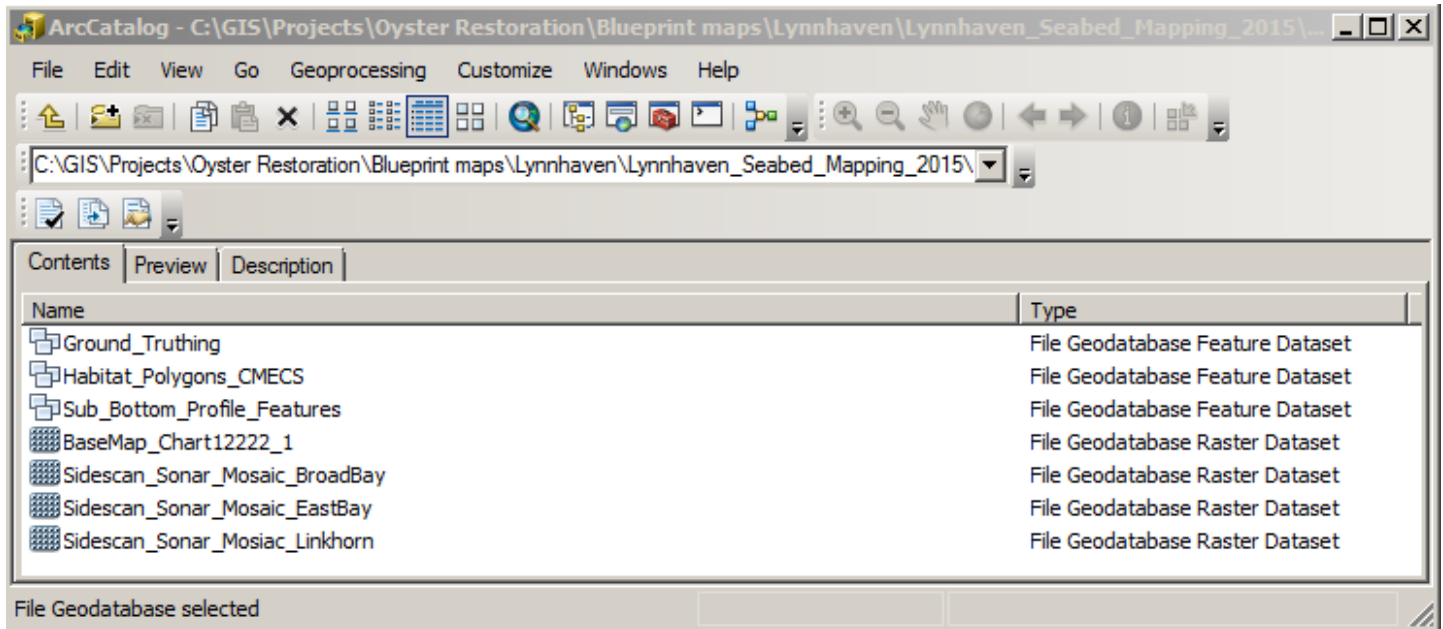 ArcCatalog - C:\GIS\Projects\Oyster Restoration\Blueprint maps\Lynnhaven\Lynnhaven_Seabed_Mapping_2015\...
File Edit View Go Geoprocessing Customize Windows Help
C:\GIS\Projects\Oyster Restoration\Blueprint maps\Lynnhaven\Lynnhaven_Seabed_Mapping_2015\
Contents Preview Description
Name Type
Ground_Truthing File Geodatabase Feature Dataset
Habitat_Polygons_CMECS File Geodatabase Feature Dataset
Sub_Bottom_Profile_Features File Geodatabase Feature Dataset
BaseMap_Chart12222_1 File Geodatabase Raster Dataset
Sidescan_Sonar_Mosaic_BroadBay File Geodatabase Raster Dataset
Sidescan_Sonar_Mosaic_EastBay File Geodatabase Raster Dataset
Sidescan_Sonar_Mosiac_Linkhorn File Geodatabase Raster Dataset
File Geodatabase selected